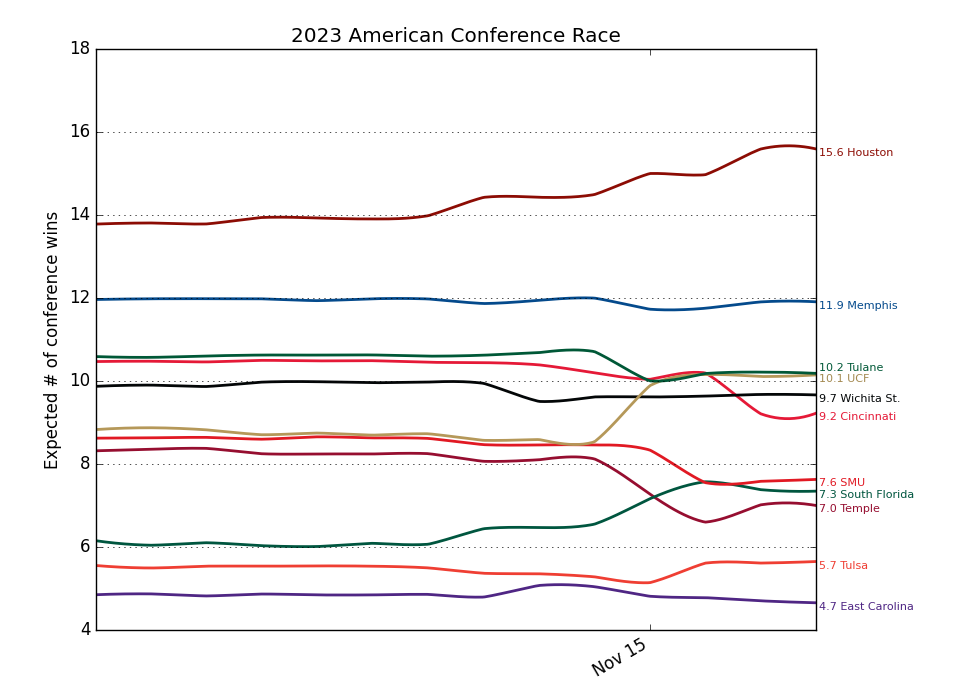 2023 American Conference Race
Expected # of conference wins
18
16
14
12
10
8
6
4
Nov 15
15.6 Houston
11.9 Memphis
10.2 Tulane
10.1 UCF
9.7 Wichita St.
9.2 Cincinnati
7.6 SMU
7.3 South Florida
7.0 Temple
5.7 Tulsa
4.7 East Carolina